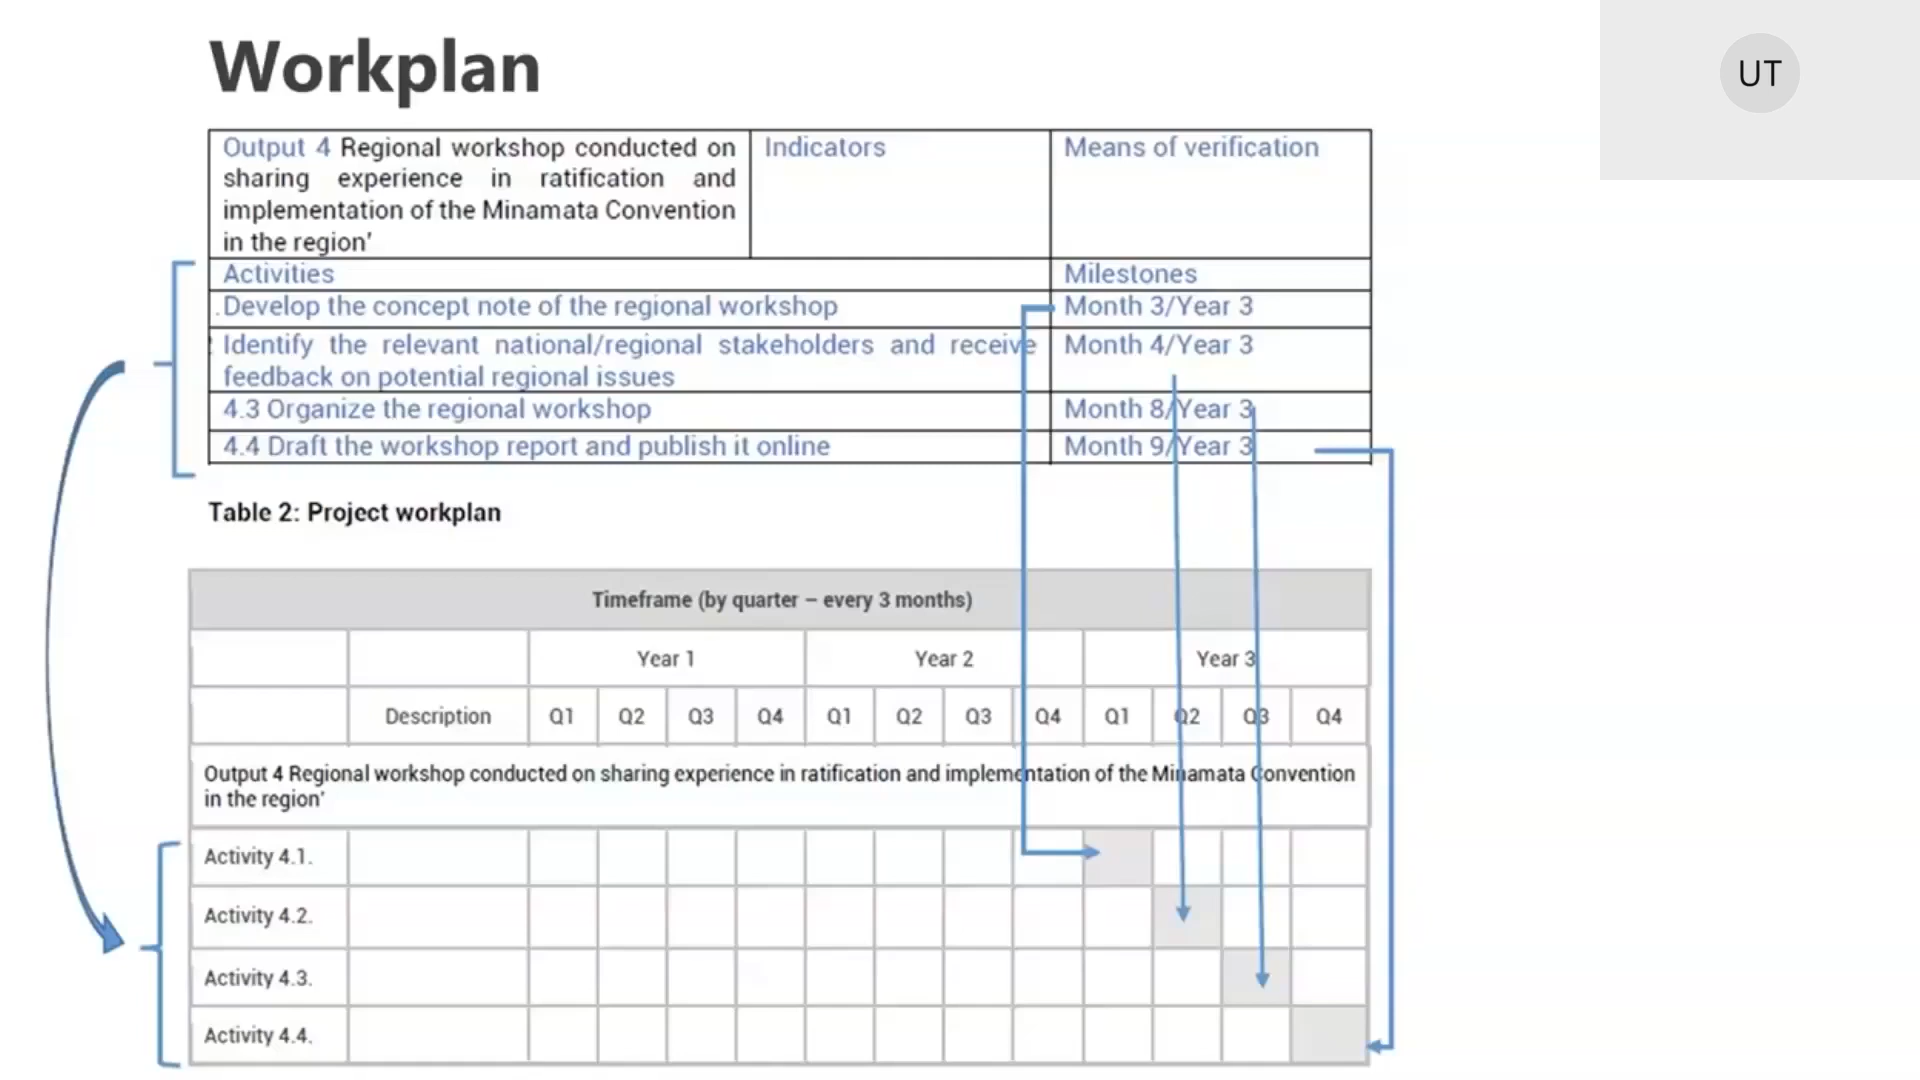 Workplan
UT
Output 4 Regional workshop conducted on
sharing experience in ratification and
implementation of the Minamata Convention
in the region'
Indicators
Means of verification
Activities
Milestones
Develop the concept note of the regional workshop
Month 3/Year 3
Identify the relevant national/regional stakeholders and receive
feedback on potential regional issues
Month 4/Year 3
4.3 Organize the regional workshop
Month 8/Year 3
4.4 Draft the workshop report and publish it online
Month 9/Year 3
Table 2: Project workplan
Timeframe (by quarter – every 3 months)
Year 1 Year 2 Year 3
Description Q1 Q2 Q3 Q4 Q1 Q2 Q3 Q4 Q1 Q2 Q3 Q4
Output 4 Regional workshop conducted on sharing experience in ratification and implementation of the Minamata Convention
in the region'
Activity 4.1.
Activity 4.2.
Activity 4.3.
Activity 4.4.